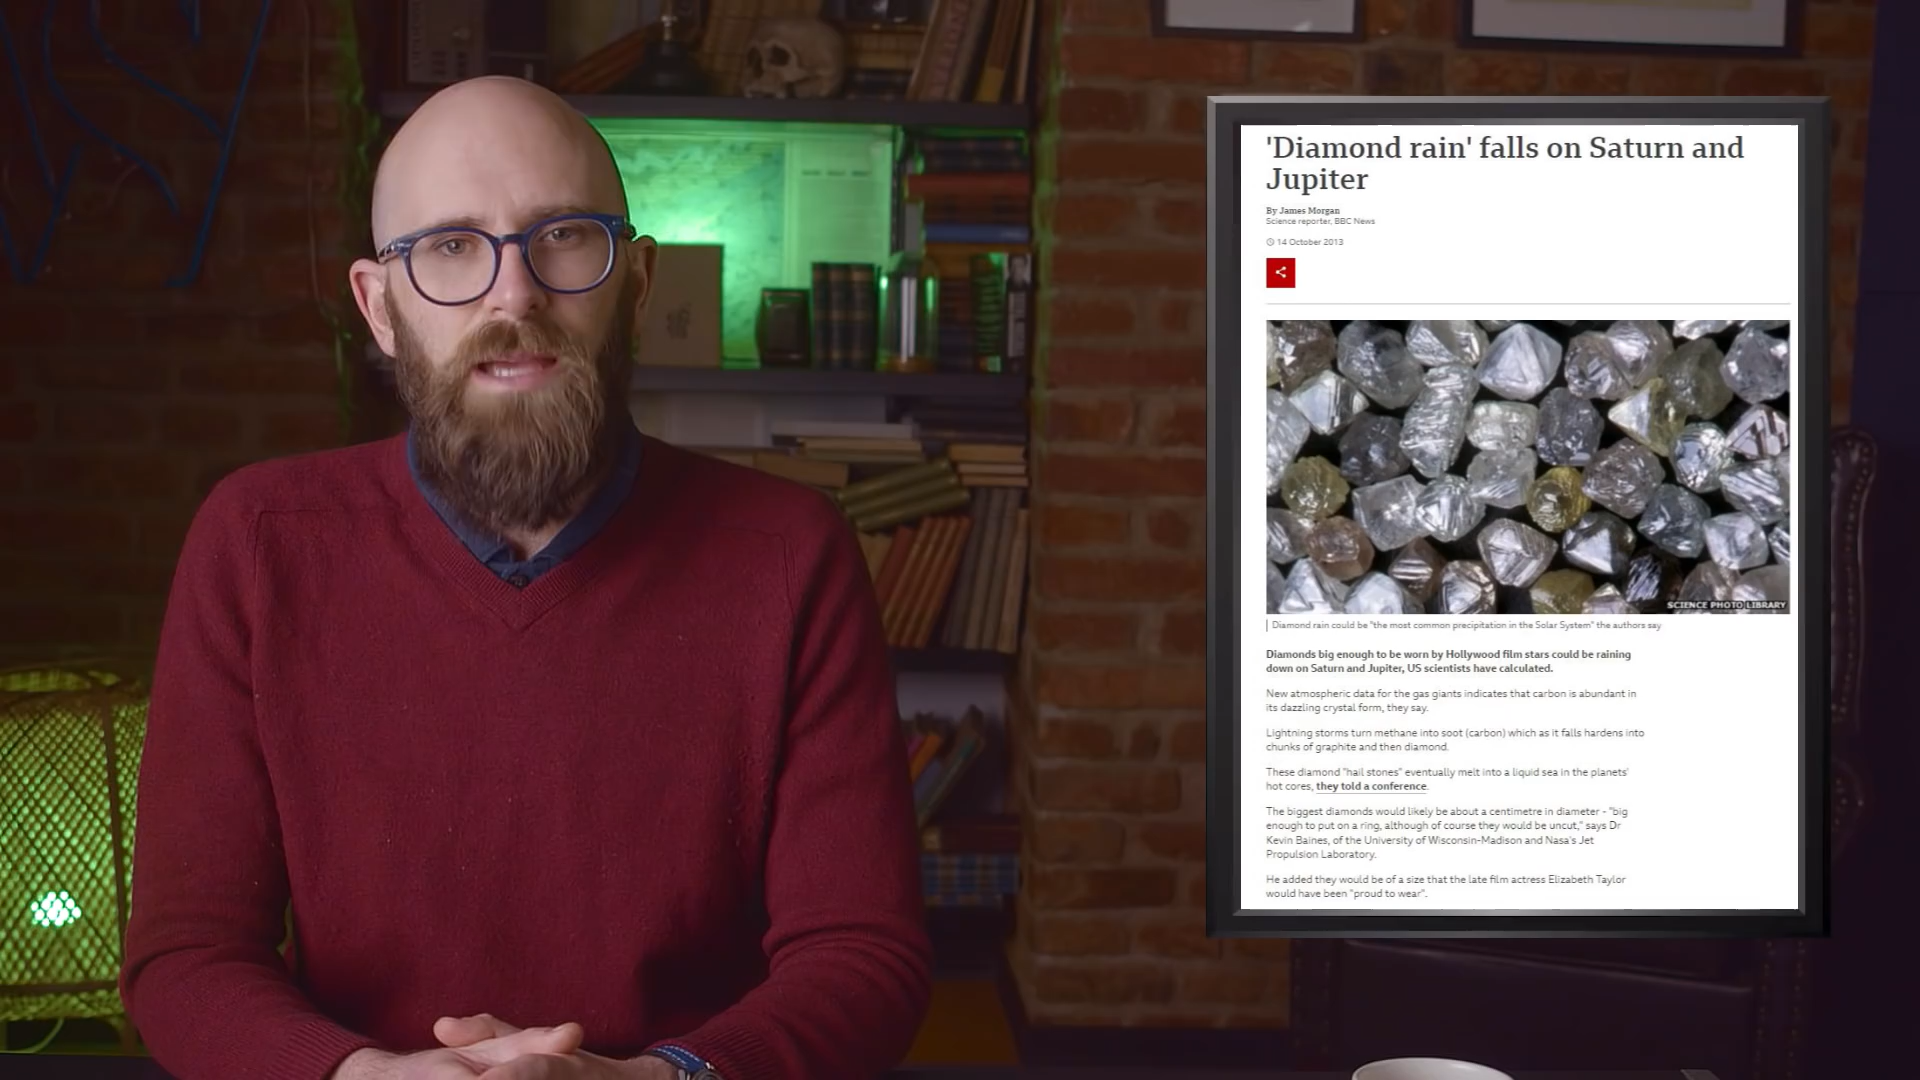 'Diamond rain' falls on Saturn and
Jupiter
By James Morgan
Science reporter, BBC News
14 October 2013
SCIENCE PHOTO LIBRARY
Diamond rain could be "the most common precipitation in the Solar System" the authors say
Diamonds big enough to be worn by Hollywood film stars could be raining
down on Saturn and Jupiter, US scientists have calculated.
New atmospheric data for the gas giants indicates that carbon is abundant in
its dazzling crystal form, they say.
Lightning storms turn methane into soot (carbon) which as it falls hardens into
chunks of graphite and then diamond.
These diamond "hail stones" eventually melt into a liquid sea in the planets'
hot cores, they told a conference.
The biggest diamonds would likely be about a centimetre in diameter - "big
enough to put on a ring, although of course they would be uncut," says Dr
Kevin Baines, of the University of Wisconsin-Madison and Nasa's Jet
Propulsion Laboratory.
He added they would be of a size that the late film actress Elizabeth Taylor
would have been "proud to wear".